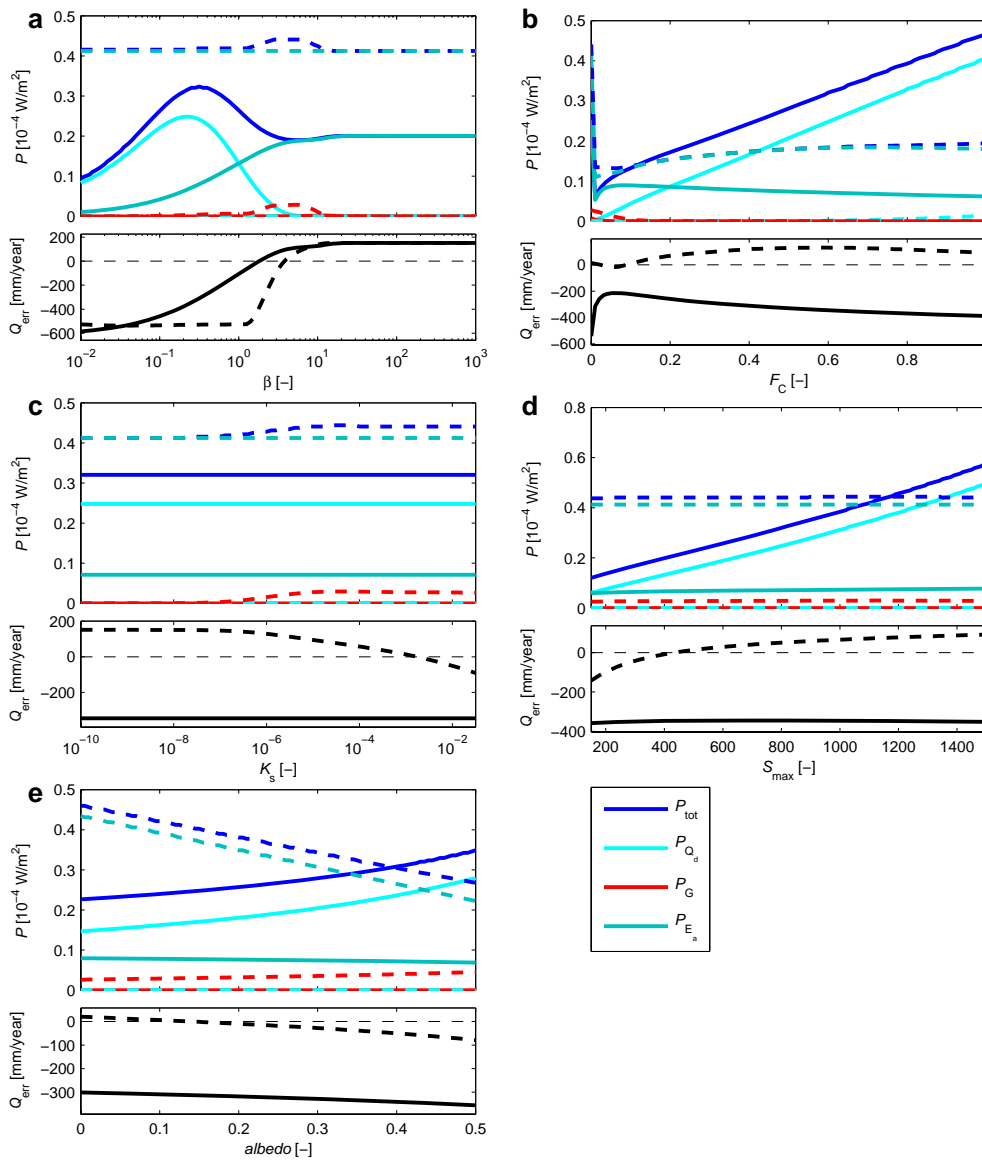 a
0.5
0.4
0.3
0.2
0.1
0
P [10⁻⁴ W/m²]
200
0
−200
−400
−600
Q_err [mm/year]
10⁻² 10⁻¹ 10⁰ 10¹ 10² 10³
β [−]
b
0.5
0.4
0.3
0.2
0.1
0
P [10⁻⁴ W/m²]
200
0
−200
−400
−600
Q_err [mm/year]
0 0.2 0.4 0.6 0.8
F_C [−]
c
0.5
0.4
0.3
0.2
0.1
0
P [10⁻⁴ W/m²]
200
0
−200
Q_err [mm/year]
10⁻¹⁰ 10⁻⁸ 10⁻⁶ 10⁻⁴ 10⁻²
K_s [−]
d
0.8
0.6
0.4
0.2
0
P [10⁻⁴ W/m²]
0
−200
−400
Q_err [mm/year]
200 400 600 800 1000 1200 1400
S_max [−]
e
0.5
0.4
0.3
0.2
0.1
0
P [10⁻⁴ W/m²]
0
−100
−200
−300
Q_err [mm/year]
0 0.1 0.2 0.3 0.4 0.5
albedo [−]
P_tot
P_Q_d
P_G
P_E_a